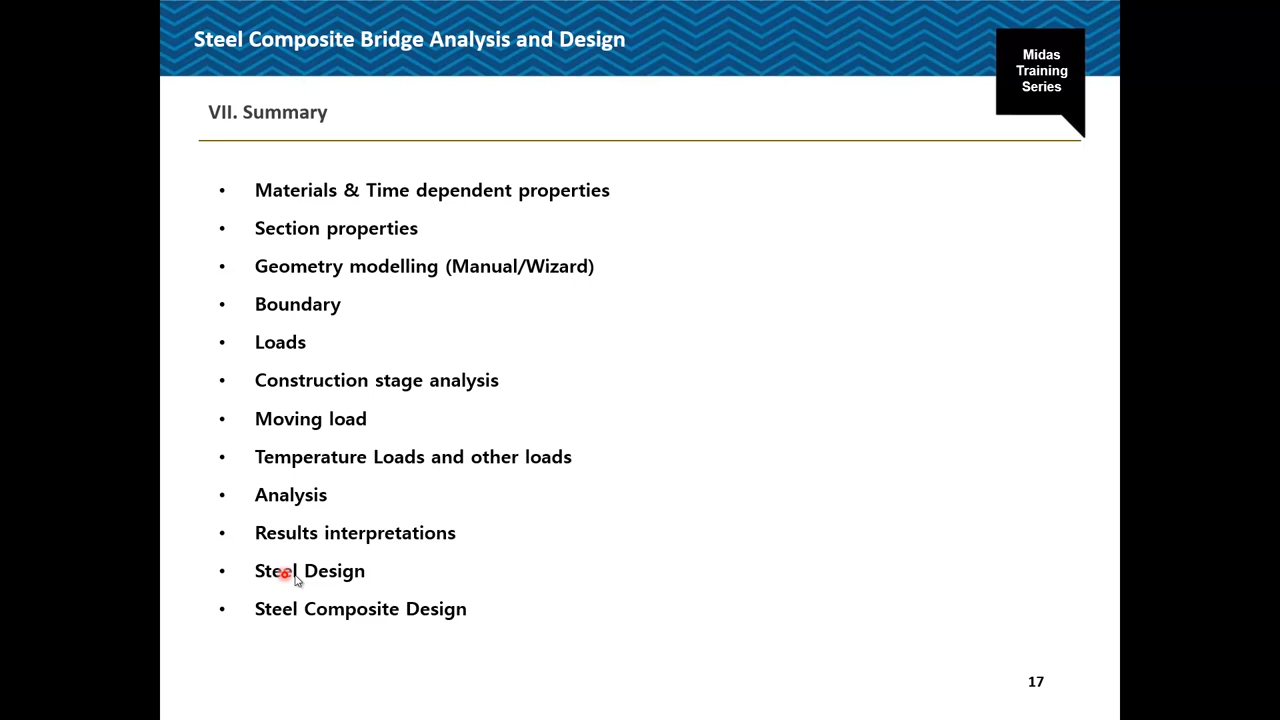 Steel Composite Bridge Analysis and Design
Midas
Training
Series
VII. Summary
• Materials & Time dependent properties
• Section properties
• Geometry modelling (Manual/Wizard)
• Boundary
• Loads
• Construction stage analysis
• Moving load
• Temperature Loads and other loads
• Analysis
• Results interpretations
• Steel Design
• Steel Composite Design
17